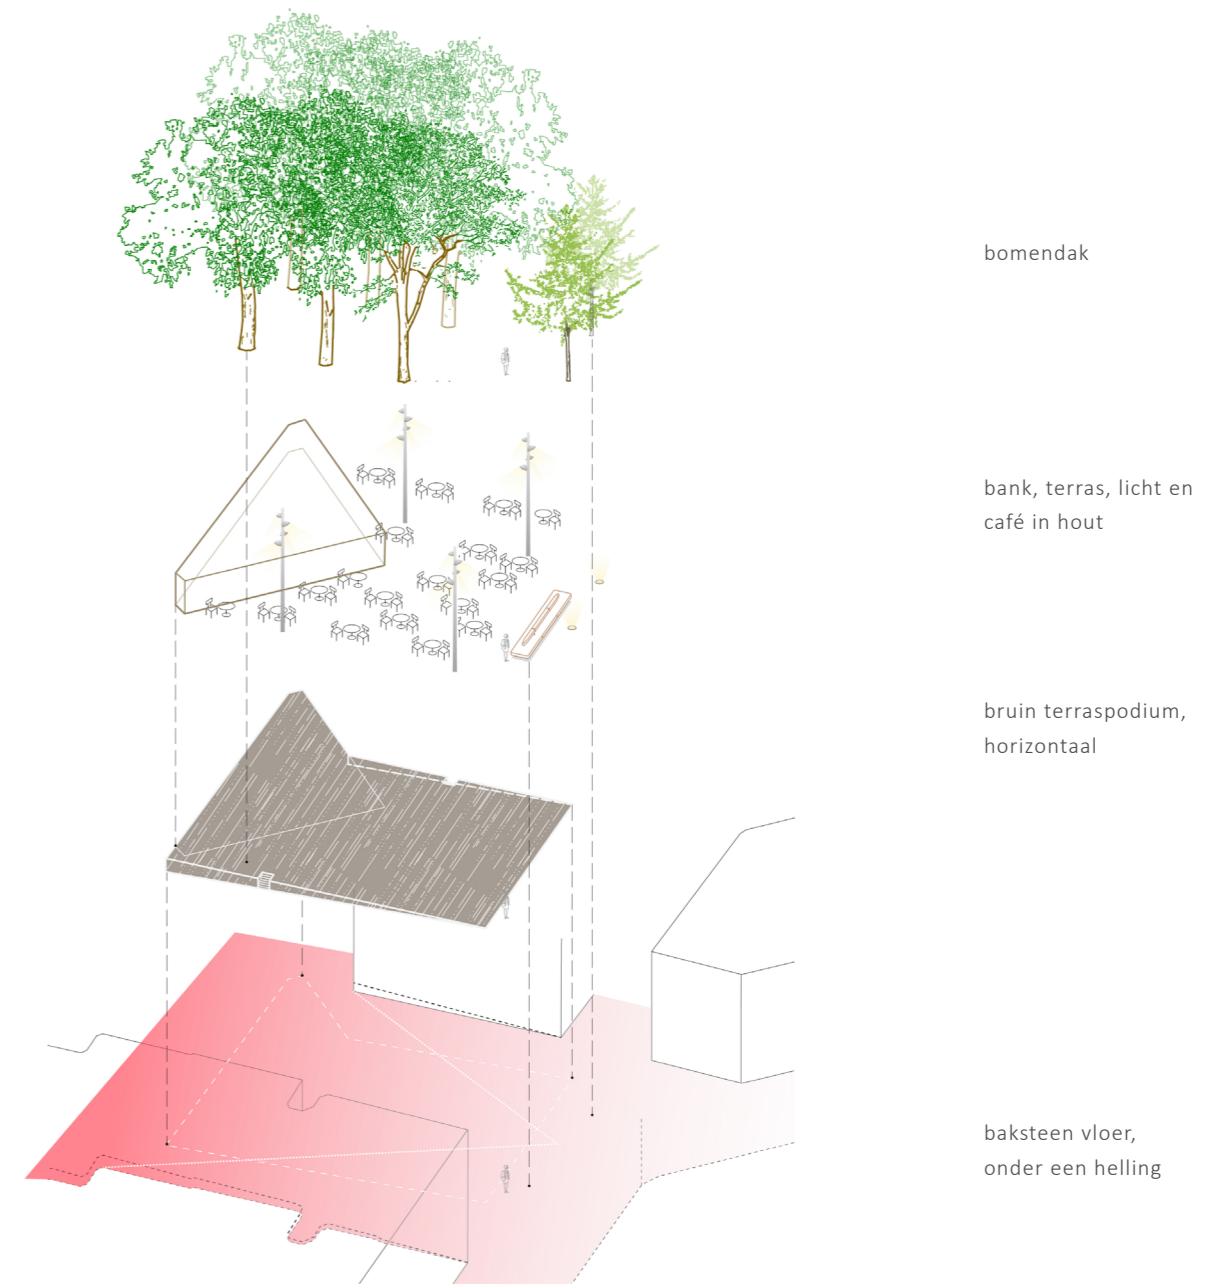 bomendak
bank, terras, licht en
café in hout
bruin terraspodium,
horizontaal
baksteen vloer,
onder een helling